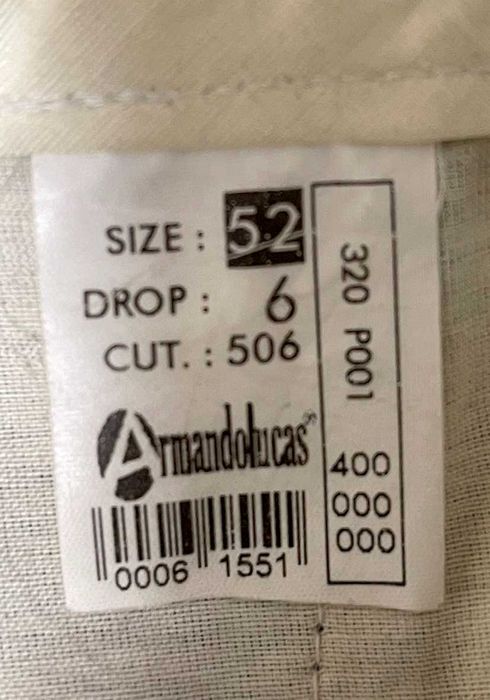 SIZE : 52
DROP : 6
CUT. : 506
Armandolucas®
0006 1551
320 P001
400
000
000